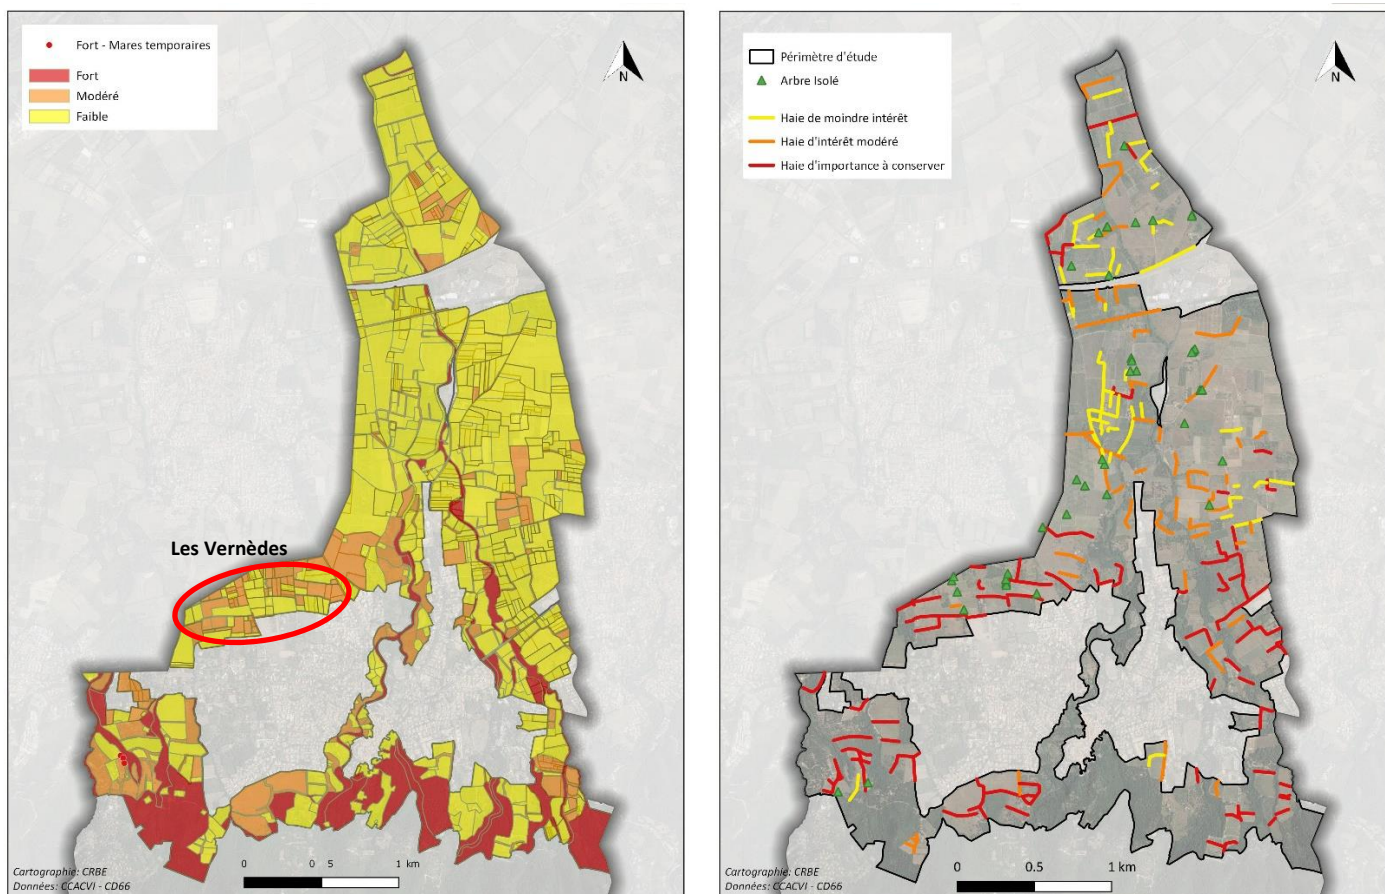 Fort - Mares temporaires
Fort
Modéré
Faible
N
Les Vernèdes
Cartographie: CRBE
Données: CCACVI - CD66
0 0 5 1 km
Périmètre d'étude
Arbre Isolé
Haie de moindre intérêt
Haie d'intérêt modéré
Haie d'importance à conserver
N
Cartographie: CRBE
Données: CCACVI - CD66
0 0.5 1 km